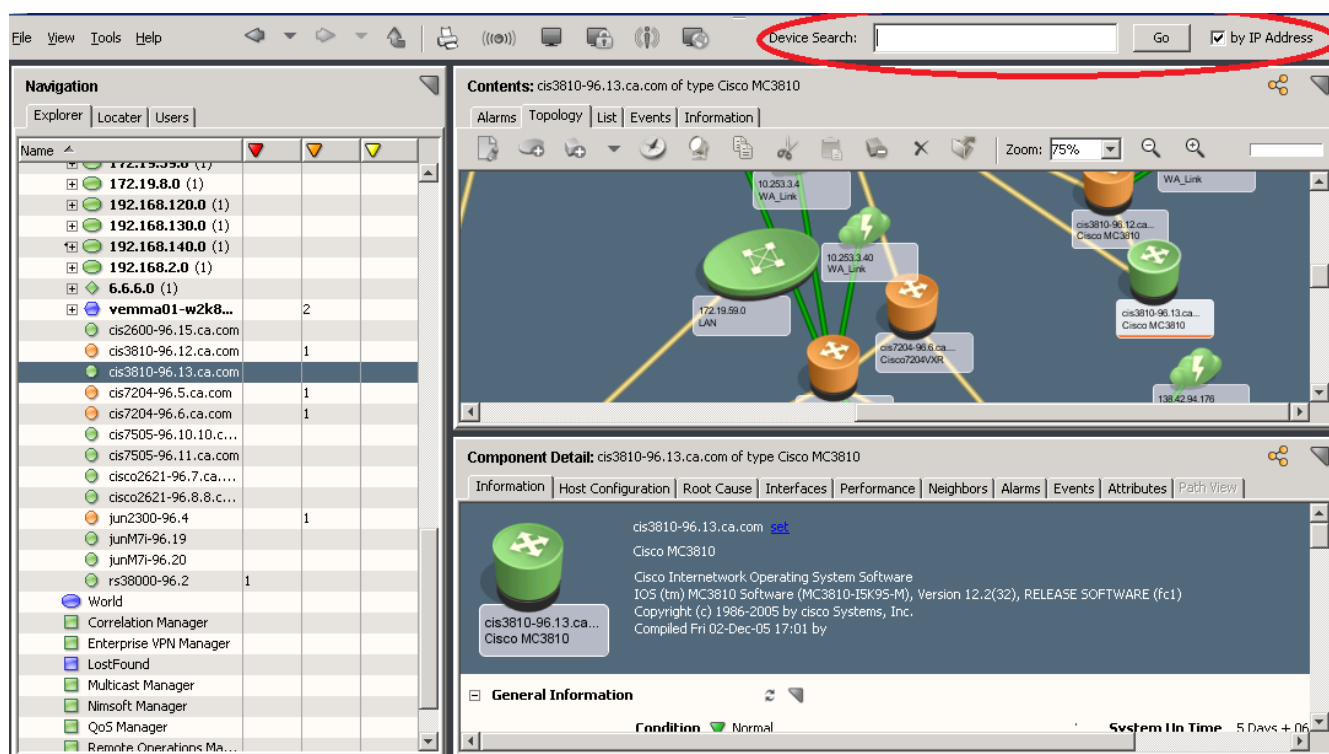 File View Tools Help
Device Search: Go by IP Address
Navigation
Explorer Locater Users
Name
172.19.59.0 (1)
172.19.8.0 (1)
192.168.120.0 (1)
192.168.130.0 (1)
192.168.140.0 (1)
192.168.2.0 (1)
6.6.6.0 (1)
vemma01-w2k8... 2
cis2600-96.15.ca.com
cis3810-96.12.ca.com 1
cis3810-96.13.ca.com
cis7204-96.5.ca.com 1
cis7204-96.6.ca.com 1
cis7505-96.10.10.c...
cis7505-96.11.ca.com
cisco2621-96.7.ca....
cisco2621-96.8.8.c...
jun2300-96.4 1
junM7i-96.19
junM7i-96.20
rs38000-96.2 1
World
Correlation Manager
Enterprise VPN Manager
LostFound
Multicast Manager
Nimsoft Manager
QoS Manager
Remote Operations Ma...
Contents: cis3810-96.13.ca.com of type Cisco MC3810
Alarms Topology List Events Information
Zoom: 75%
10.253.3.4
WA_Link
WA_Link
cis3810-96.12.ca...
Cisco MC3810
10.253.3.40
WA_Link
172.19.59.0
LAN
cis3810-96.13.ca...
Cisco MC3810
cis7204-96.6.ca....
Cisco7204VXR
138.42.94.176
Component Detail: cis3810-96.13.ca.com of type Cisco MC3810
Information Host Configuration Root Cause Interfaces Performance Neighbors Alarms Events Attributes Path View
cis3810-96.13.ca.com set
Cisco MC3810
Cisco Internetwork Operating System Software
IOS (tm) MC3810 Software (MC3810-I5K9S-M), Version 12.2(32), RELEASE SOFTWARE (fc1)
Copyright (c) 1986-2005 by cisco Systems, Inc.
Compiled Fri 02-Dec-05 17:01 by
cis3810-96.13.ca...
Cisco MC3810
General Information
Condition Normal System Up Time 5 Days + 06